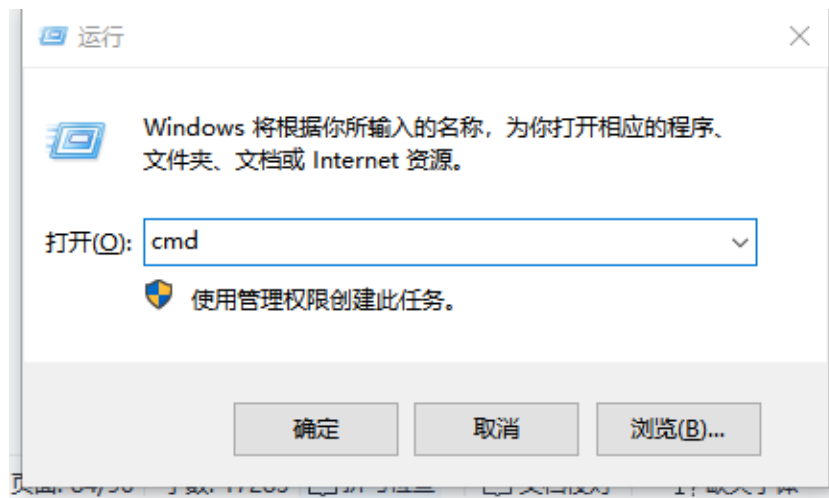 运行
Windows 将根据你所输入的名称，为你打开相应的程序、
文件夹、文档或 Internet 资源。
打开(O): cmd
使用管理权限创建此任务。
确定 取消 浏览(B)...